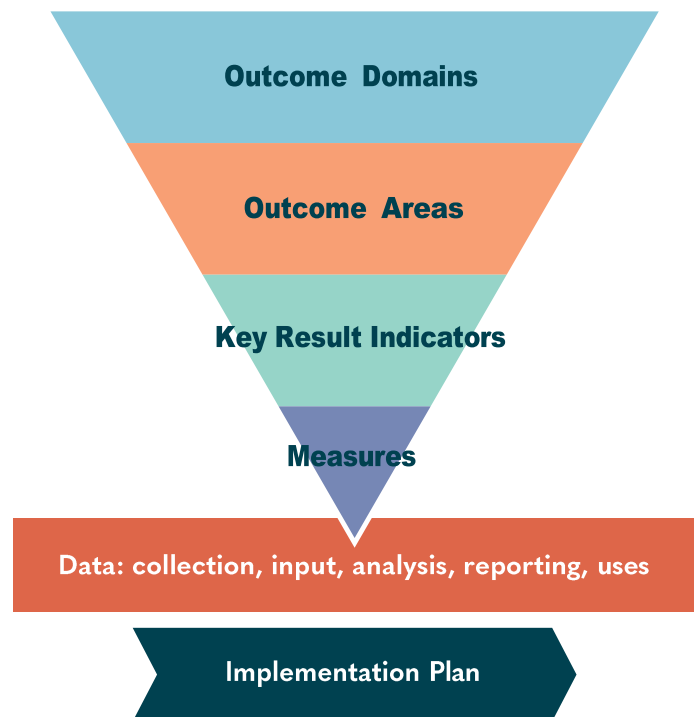 Outcome Domains
Outcome Areas
Key Result Indicators
Measures
Data: collection, input, analysis, reporting, uses
Implementation Plan